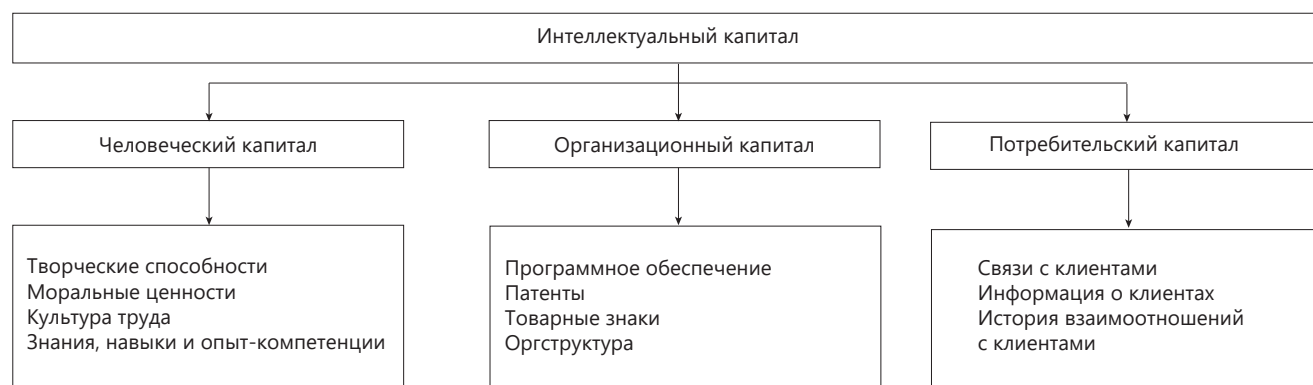 Интеллектуальный капитал
Человеческий капитал
Организационный капитал
Потребительский капитал
Творческие способности
Моральные ценности
Культура труда
Знания, навыки и опыт-компетенции
Программное обеспечение
Патенты
Товарные знаки
Оргструктура
Связи с клиентами
Информация о клиентах
История взаимоотношений
с клиентами